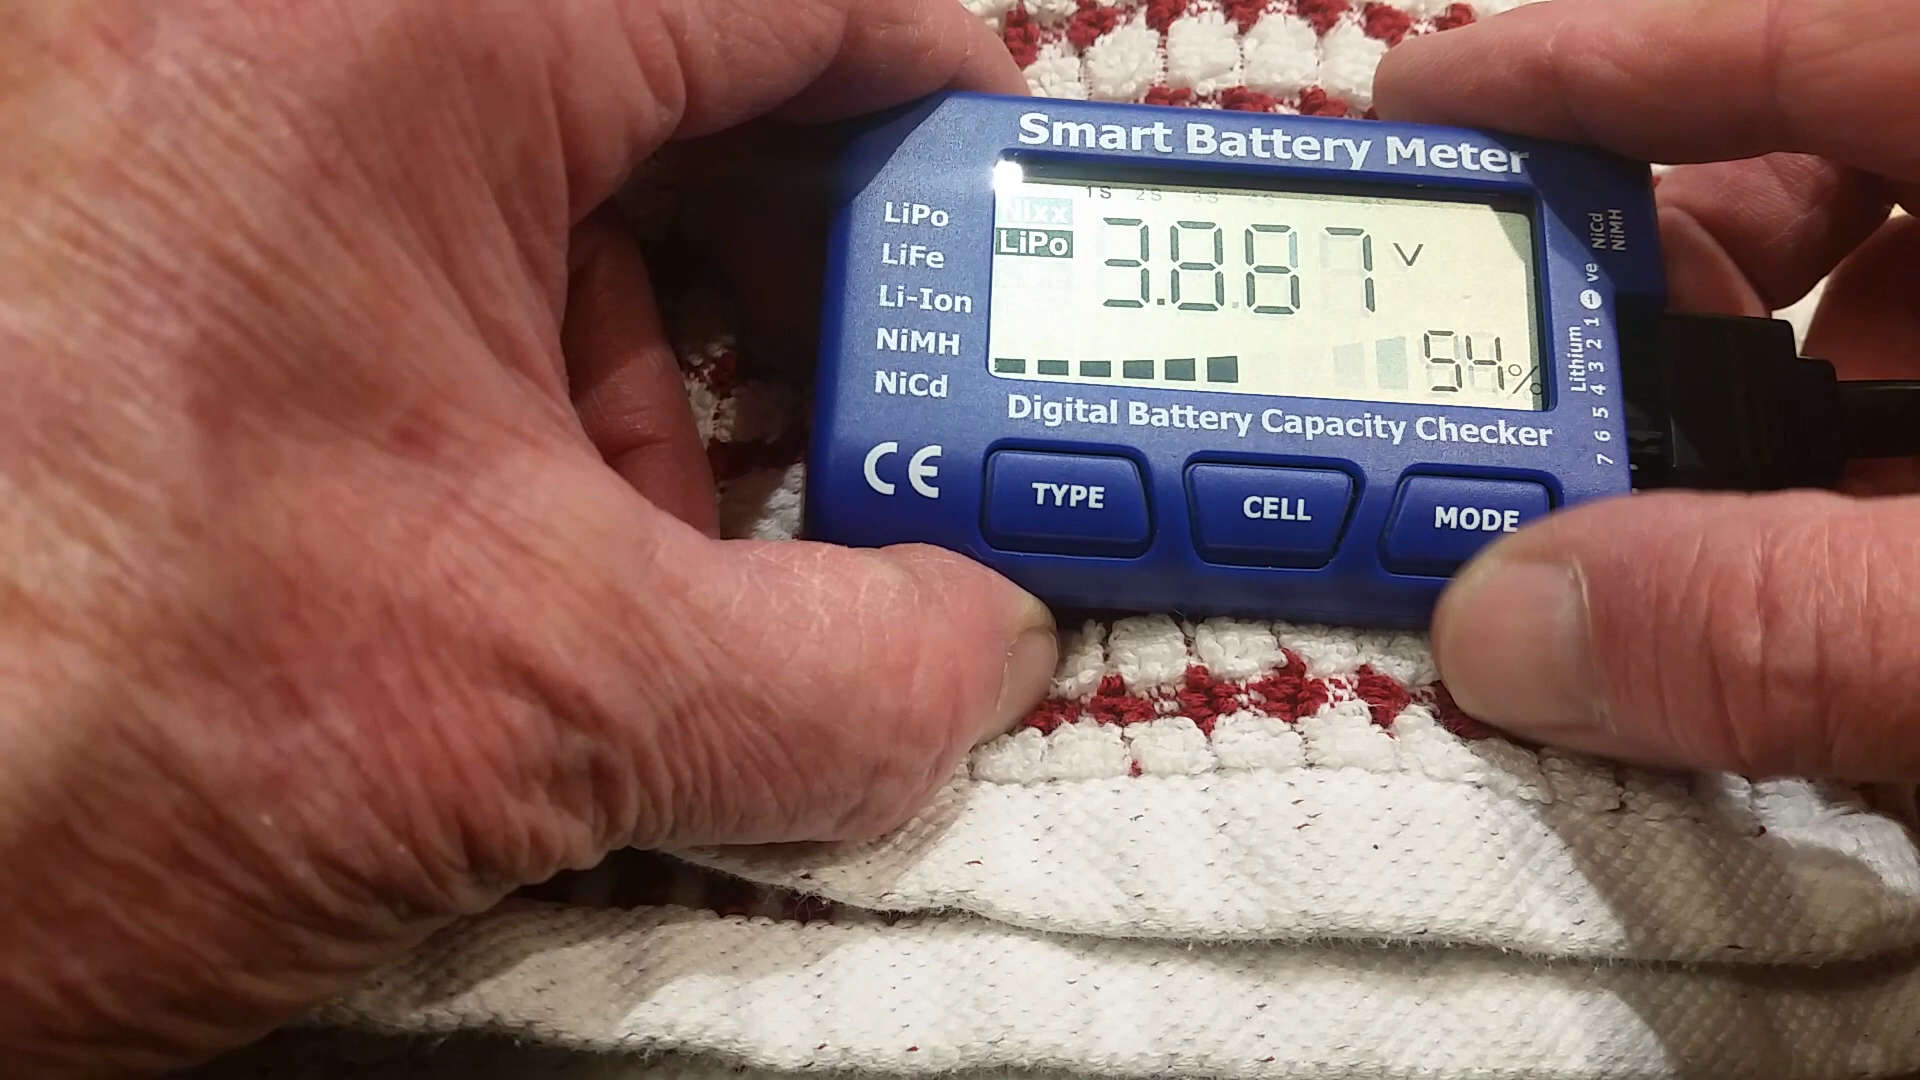 Smart Battery Meter
LiPo
LiFe
Li-Ion
NiMH
NiCd
1S 2S 3S
Nixx
LiPo
3.887 V
54%
Digital Battery Capacity Checker
CE
TYPE
CELL
MODE
NiCd
NiMH
Lithium
7 6 5 4 3 2 1 - ve